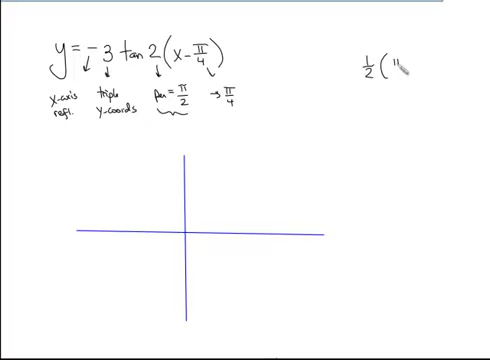 y = -3 tan 2(x - π/4)
x-axis refl.
triple y-coords
per = π/2
→ π/4
1/2 (π